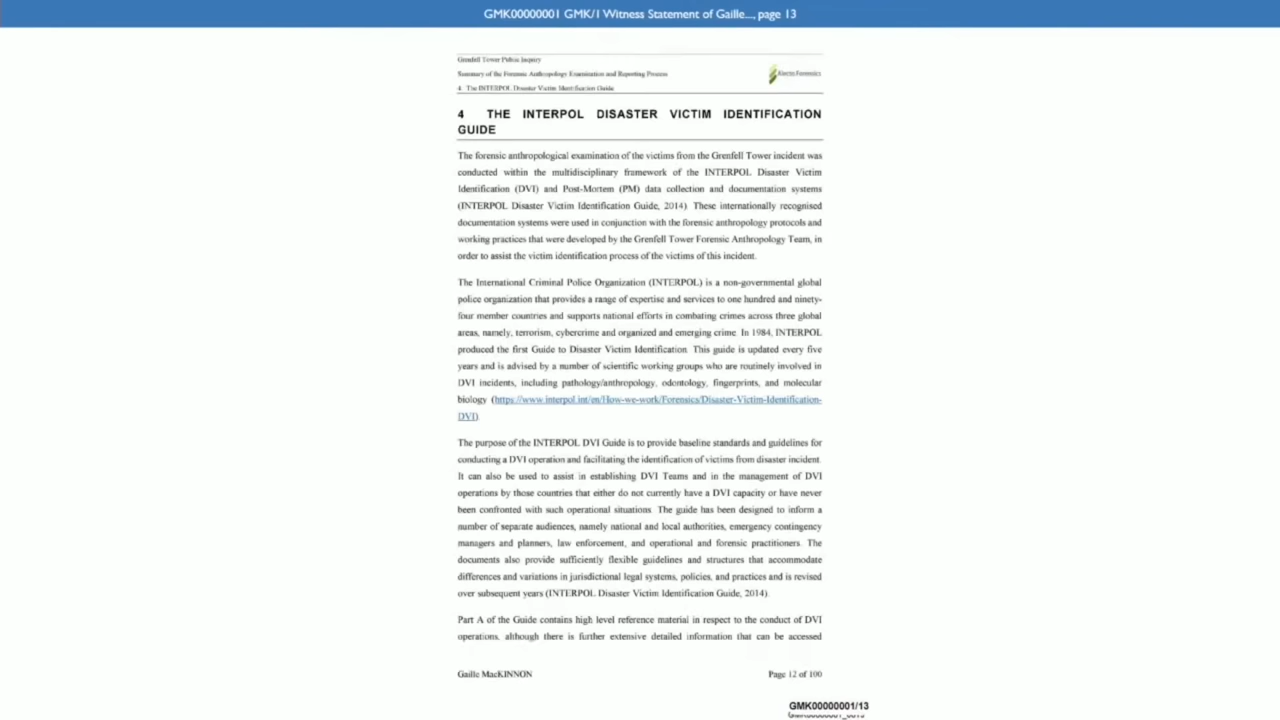 GMK00000001 GMK/1 Witness Statement of Gaille..., page 13
Grenfell Tower Public Inquiry
Summary of the Forensic Anthropology Examination and Reporting Process
4. The INTERPOL Disaster Victim Identification Guide
Forensics
4 THE INTERPOL DISASTER VICTIM IDENTIFICATION
GUIDE
The forensic anthropological examination of the victims from the Grenfell Tower incident was
conducted within the multidisciplinary framework of the INTERPOL Disaster Victim
Identification (DVI) and Post-Mortem (PM) data collection and documentation systems
(INTERPOL Disaster Victim Identification Guide, 2014). These internationally recognised
documentation systems were used in conjunction with the forensic anthropology protocols and
working practices that were developed by the Grenfell Tower Forensic Anthropology Team, in
order to assist the victim identification process of the victims of this incident.
The International Criminal Police Organization (INTERPOL) is a non-governmental global
police organization that provides a range of expertise and services to one hundred and ninety-
four member countries and supports national efforts in combating crimes across three global
areas, namely, terrorism, cybercrime and organized and emerging crime. In 1984, INTERPOL
produced the first Guide to Disaster Victim Identification. This guide is updated every five
years and is advised by a number of scientific working groups who are routinely involved in
DVI incidents, including pathology/anthropology, odontology, fingerprints, and molecular
biology (https://www.interpol.int/en/How-we-work/Forensics/Disaster-Victim-Identification-
DVI).
The purpose of the INTERPOL DVI Guide is to provide baseline standards and guidelines for
conducting a DVI operation and facilitating the identification of victims from disaster incident.
It can also be used to assist in establishing DVI Teams and in the management of DVI
operations by those countries that either do not currently have a DVI capacity or have never
been confronted with such operational situations. The guide has been designed to inform a
number of separate audiences, namely national and local authorities, emergency contingency
managers and planners, law enforcement, and operational and forensic practitioners. The
documents also provide sufficiently flexible guidelines and structures that accommodate
differences and variations in jurisdictional legal systems, policies, and practices and is revised
over subsequent years (INTERPOL Disaster Victim Identification Guide, 2014).
Part A of the Guide contains high level reference material in respect to the conduct of DVI
operations, although there is further extensive detailed information that can be accessed
Gaille MacKINNON
Page 12 of 100
GMK00000001/13
GMK00000001_0013